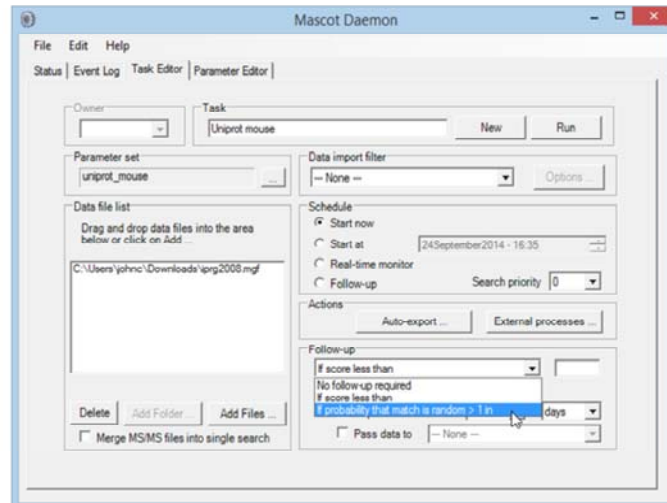 Mascot Daemon
File Edit Help
Status Event Log Task Editor Parameter Editor
Owner
Task
Uniprot mouse
New
Run
Parameter set
uniprot_mouse
...
Data import filter
-- None --
Options ...
Data file list
Drag and drop data files into the area
below or click on Add ...
C:\Users\johnc\Downloads\iprg2008.mgf
Delete
Add Folder ...
Add Files ...
Merge MS/MS files into single search
Schedule
Start now
Start at
24September2014 - 16:35
Real-time monitor
Follow-up
Search priority 0
Actions
Auto-export ...
External processes ...
Follow-up
If score less than
No follow-up required
If score less than
If probability that match is random > 1 in
days
Pass data to
-- None --